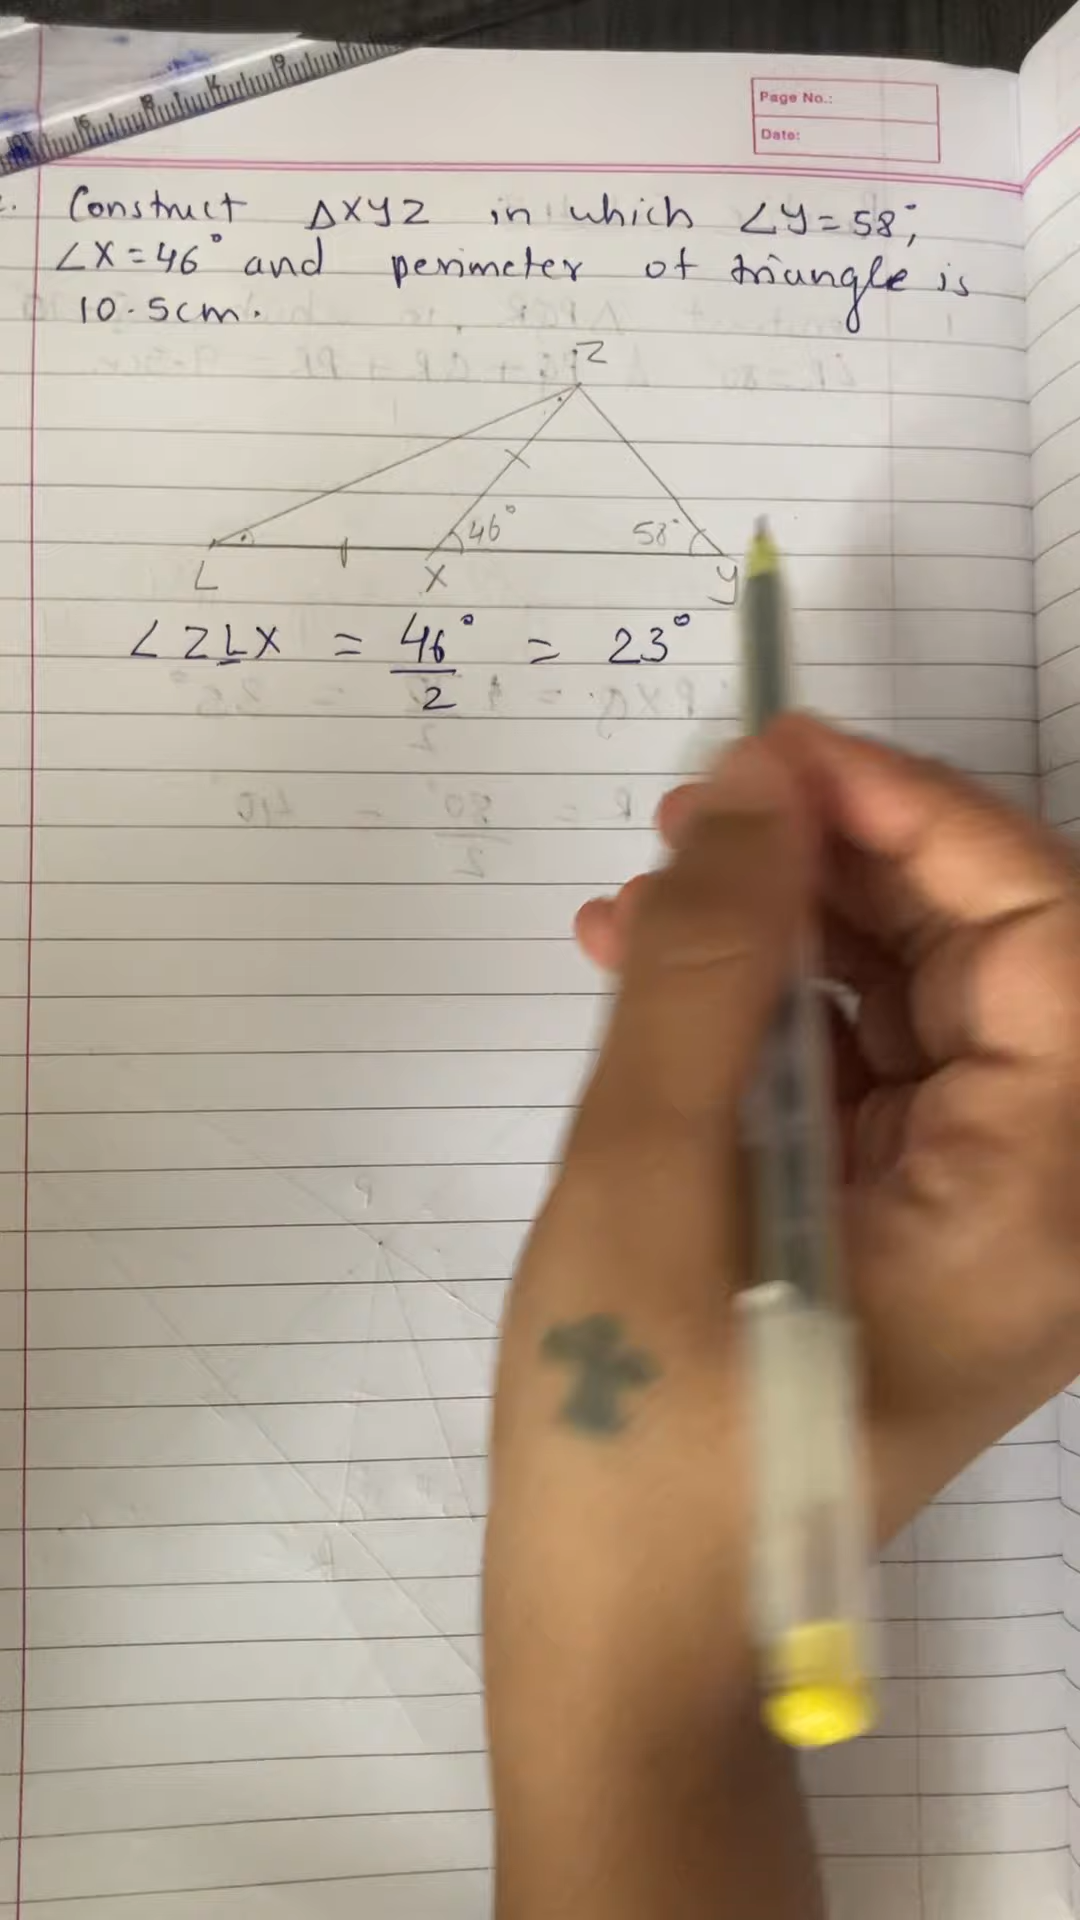 Page No.:
Date:
Construct ΔXYZ in which ∠Y=58°,
∠X=46° and perimeter of triangle is
10.5cm.
Z
46° 58°
L X Y
∠ZLX = 46°/2 = 23°